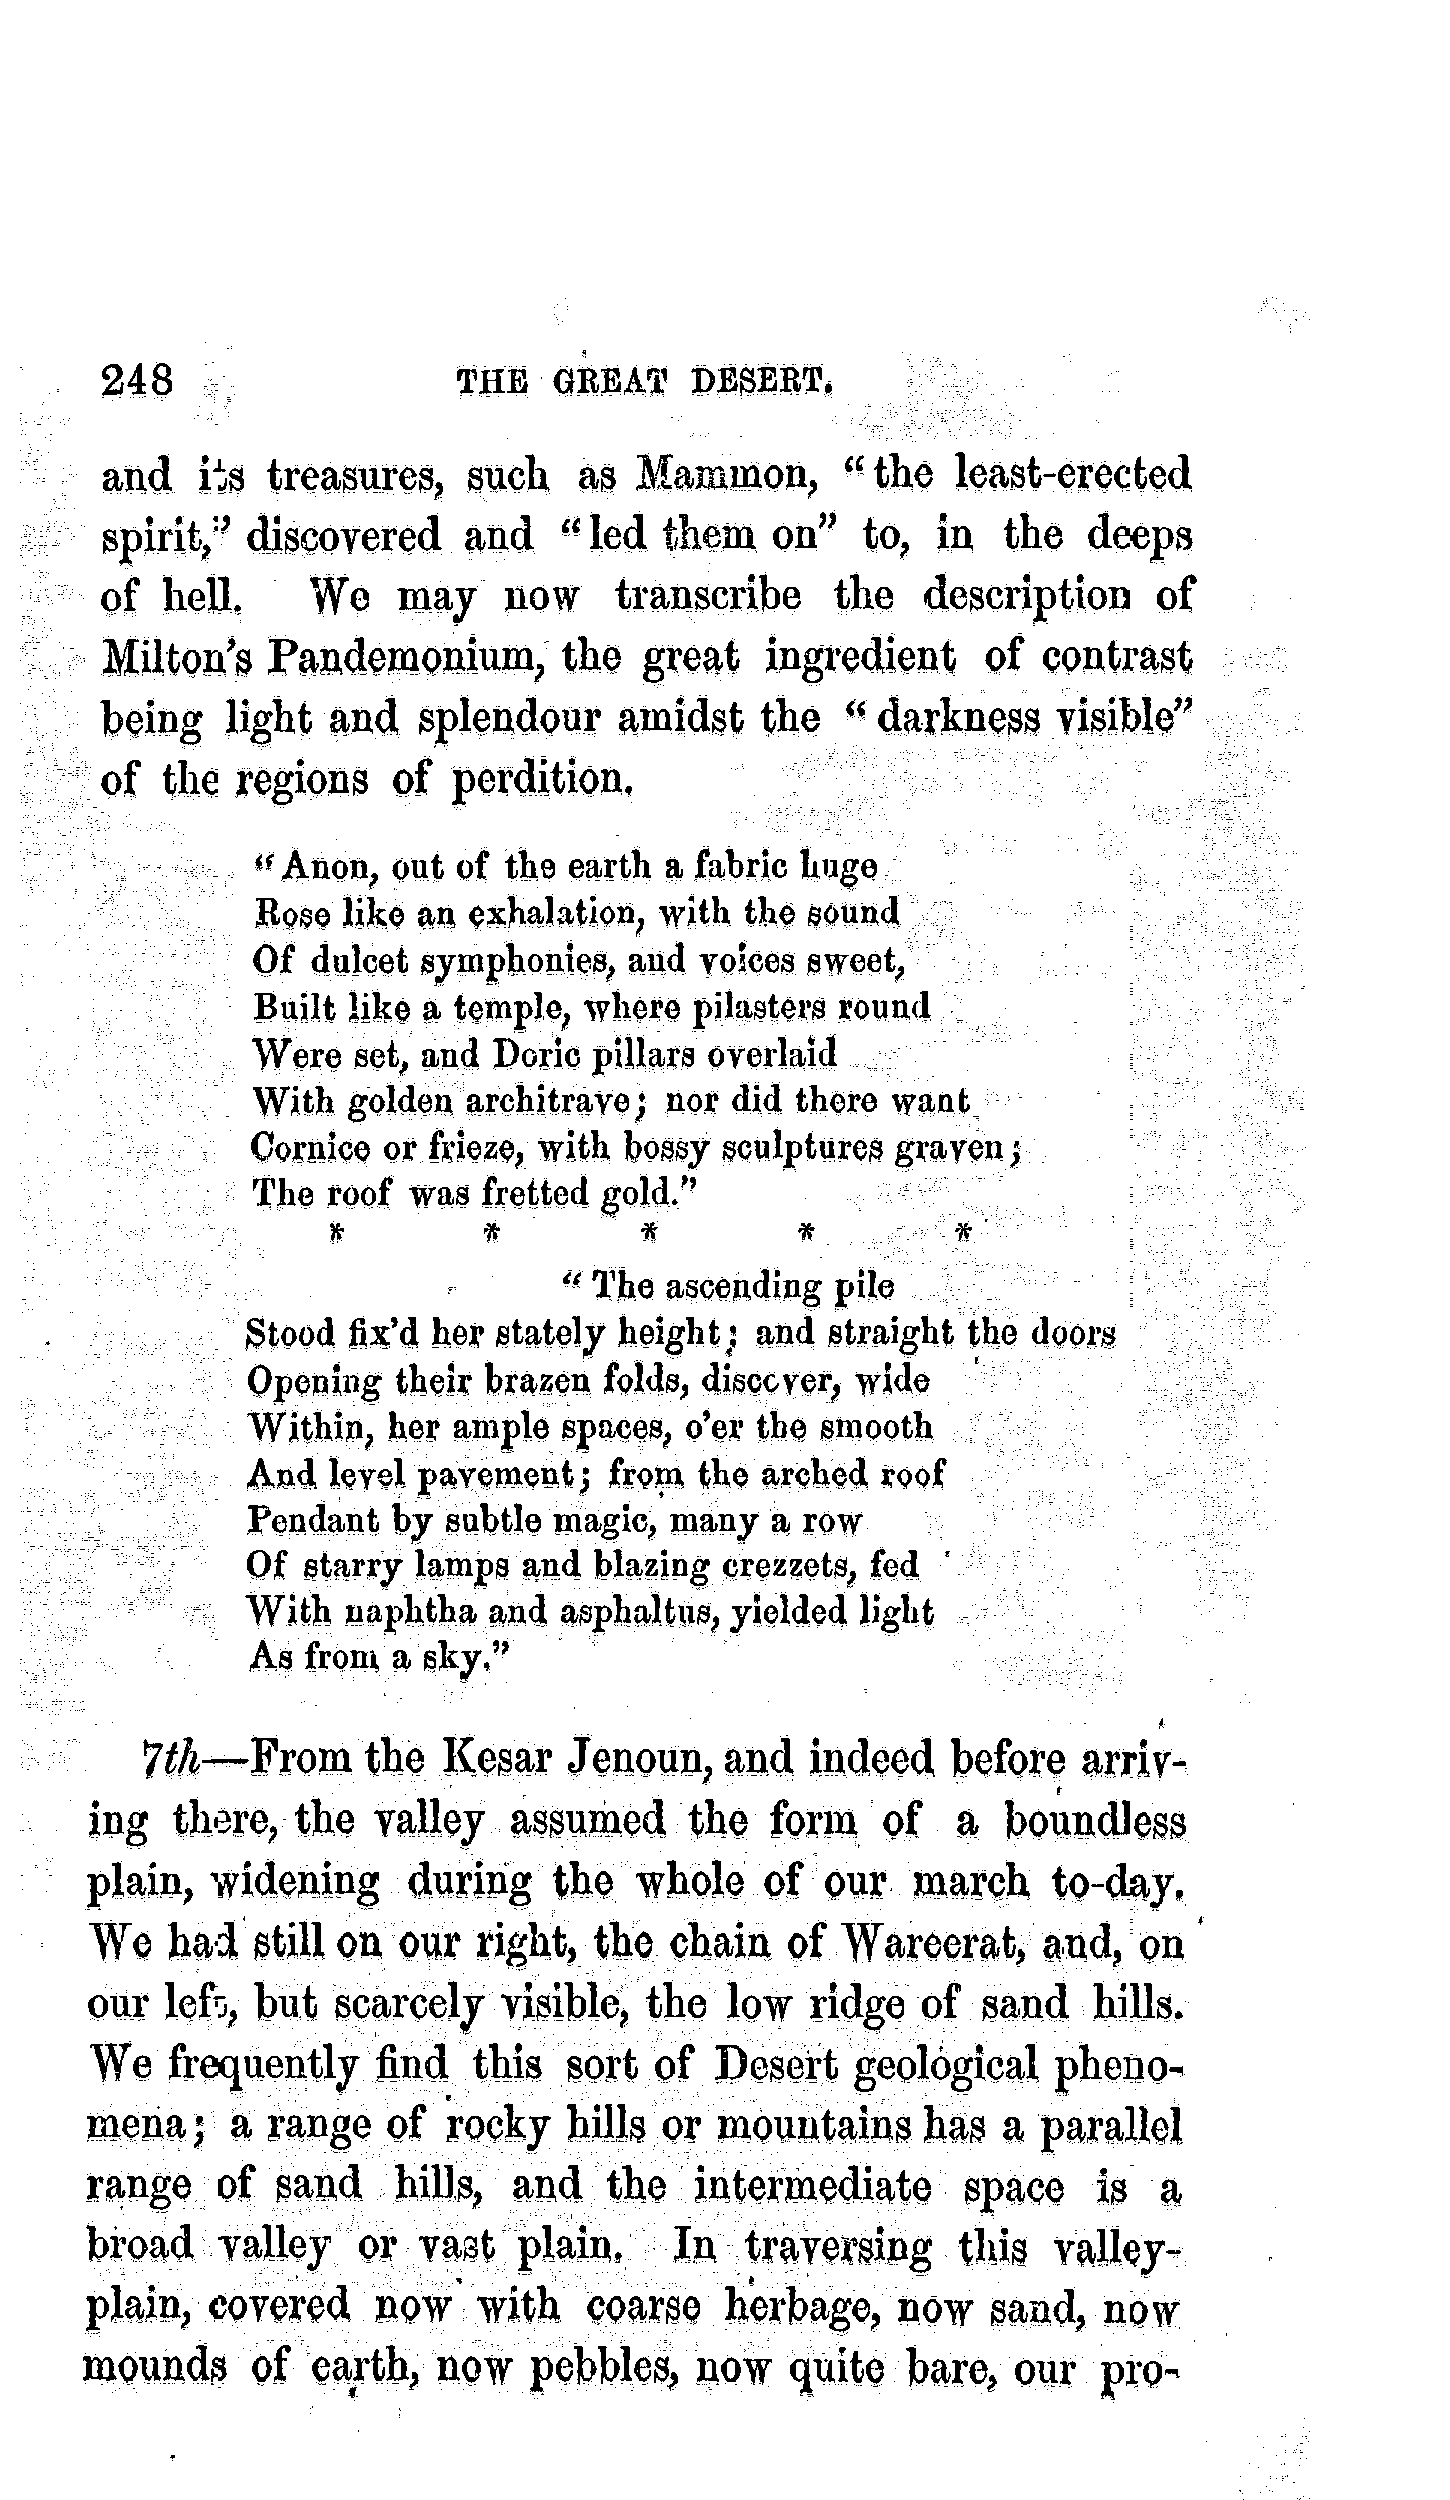 248 THE GREAT DESERT.
and its treasures, such as Mammon, “the least-erected
spirit,” discovered and “led them on” to, in the deeps
of hell. We may now transcribe the description of
Milton’s Pandemonium, the great ingredient of contrast
being light and splendour amidst the “darkness visible”
of the regions of perdition.
“Anon, out of the earth a fabric huge
Rose like an exhalation, with the sound
Of dulcet symphonies, and voices sweet,
Built like a temple, where pilasters round
Were set, and Doric pillars overlaid
With golden architrave; nor did there want
Cornice or frieze, with bossy sculptures graven;
The roof was fretted gold.”
* * * * *
“The ascending pile
Stood fix’d her stately height; and straight the doors
Opening their brazen folds, discover, wide
Within, her ample spaces, o’er the smooth
And level pavement; from the arched roof
Pendant by subtle magic, many a row
Of starry lamps and blazing crezzets, fed
With naphtha and asphaltus, yielded light
As from a sky.”
7th—From the Kesar Jenoun, and indeed before arriv-
ing there, the valley assumed the form of a boundless
plain, widening during the whole of our march to-day.
We had still on our right, the chain of Wareerat, and, on
our left, but scarcely visible, the low ridge of sand hills.
We frequently find this sort of Desert geological pheno-
mena; a range of rocky hills or mountains has a parallel
range of sand hills, and the intermediate space is a
broad valley or vast plain. In traversing this valley-
plain, covered now with coarse herbage, now sand, now
mounds of earth, now pebbles, now quite bare, our pro-